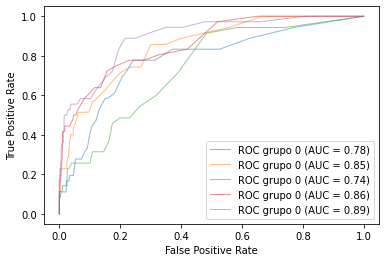 1.0
0.8
0.6
0.4
0.2
0.0
True Positive Rate
ROC grupo 0 (AUC = 0.78)
ROC grupo 0 (AUC = 0.85)
ROC grupo 0 (AUC = 0.74)
ROC grupo 0 (AUC = 0.86)
ROC grupo 0 (AUC = 0.89)
0.0 0.2 0.4 0.6 0.8 1.0
False Positive Rate